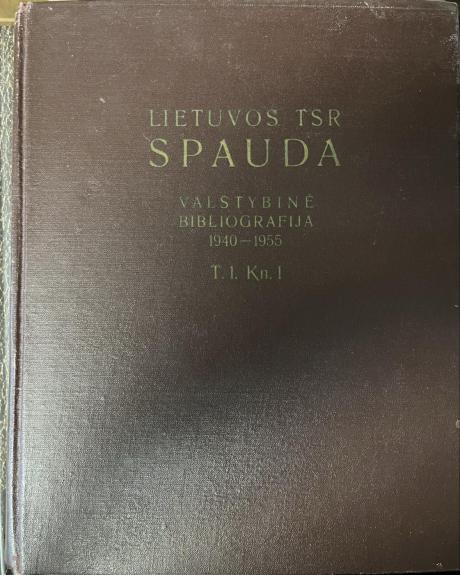 LIETUVOS TSR
SPAUDA
VALSTYBINĖ
BIBLIOGRAFIJA
1940–1955
T. I. Kn. I